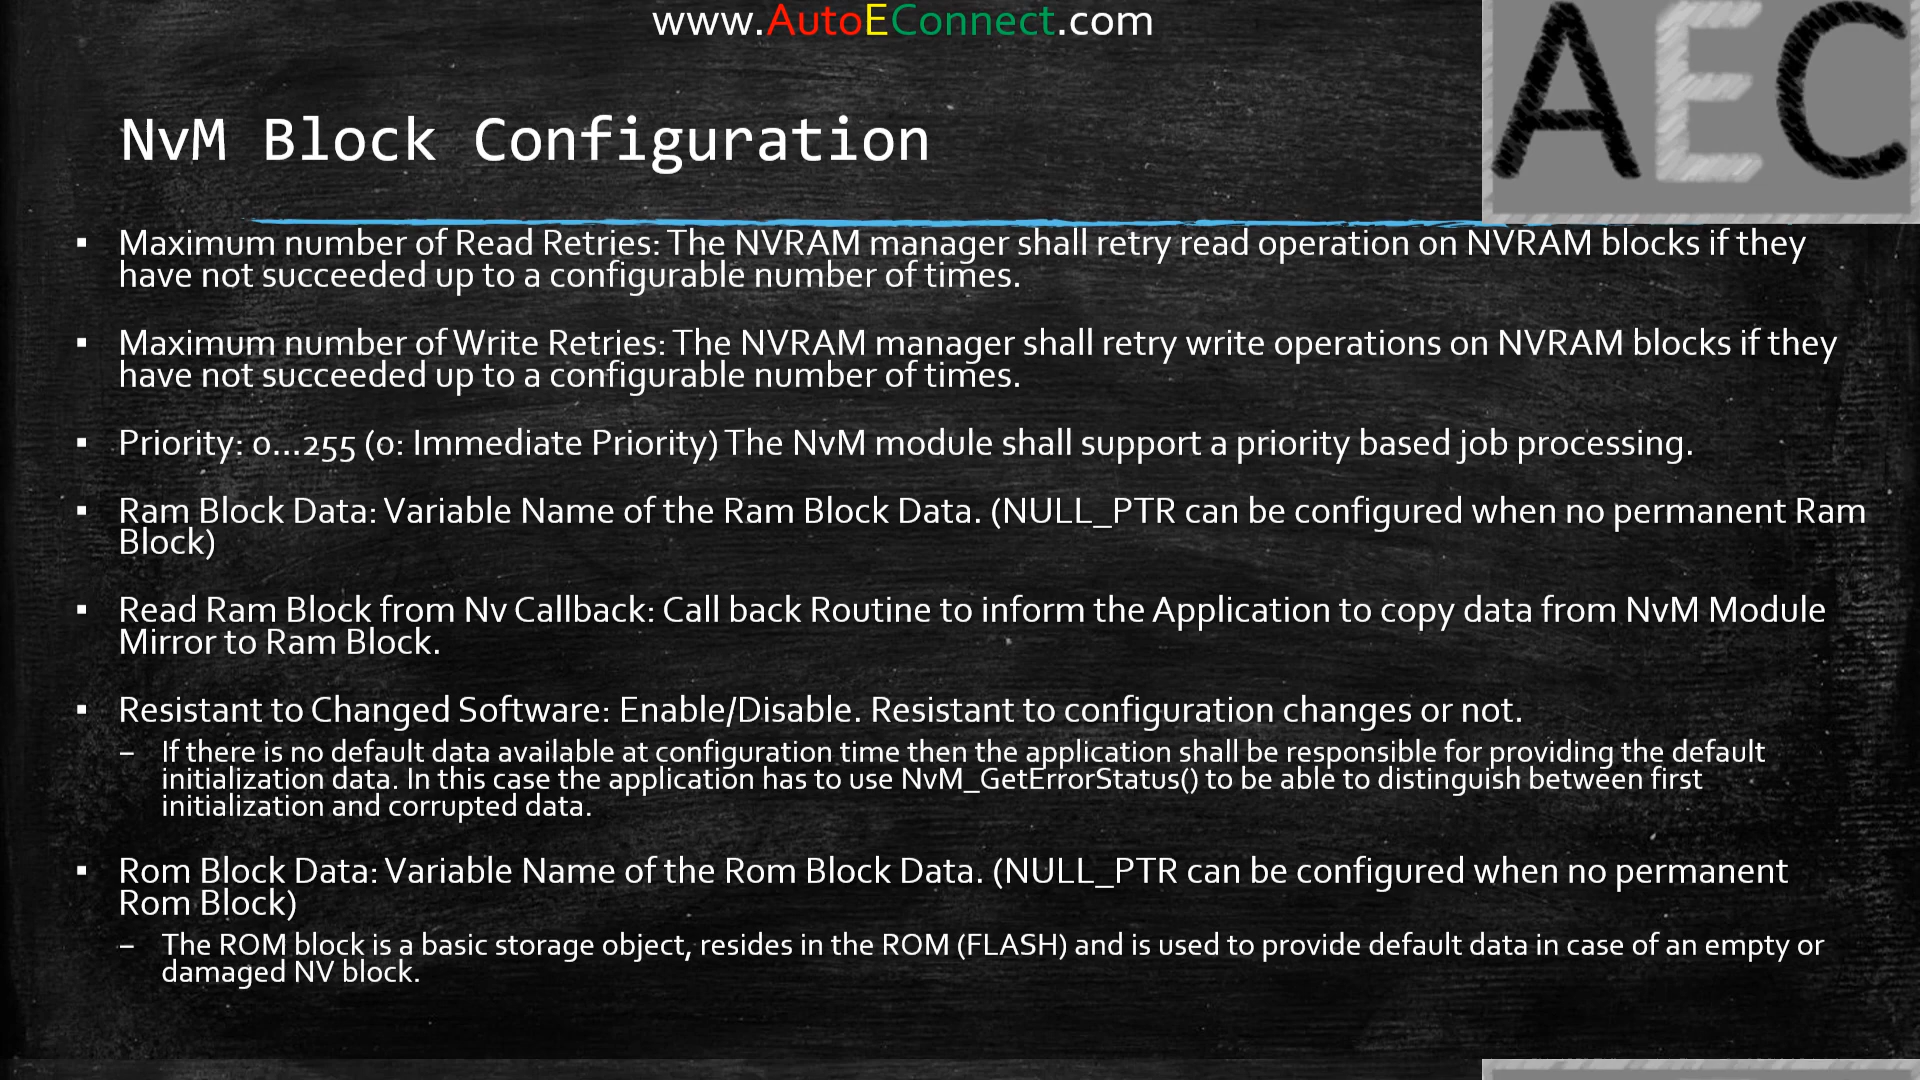 www.AutoEConnect.com
AEC
NvM Block Configuration
▪ Maximum number of Read Retries: The NVRAM manager shall retry read operation on NVRAM blocks if they
have not succeeded up to a configurable number of times.
▪ Maximum number of Write Retries: The NVRAM manager shall retry write operations on NVRAM blocks if they
have not succeeded up to a configurable number of times.
▪ Priority: 0...255 (0: Immediate Priority) The NvM module shall support a priority based job processing.
▪ Ram Block Data: Variable Name of the Ram Block Data. (NULL_PTR can be configured when no permanent Ram
Block)
▪ Read Ram Block from Nv Callback: Call back Routine to inform the Application to copy data from NvM Module
Mirror to Ram Block.
▪ Resistant to Changed Software: Enable/Disable. Resistant to configuration changes or not.
– If there is no default data available at configuration time then the application shall be responsible for providing the default
initialization data. In this case the application has to use NvM_GetErrorStatus() to be able to distinguish between first
initialization and corrupted data.
▪ Rom Block Data: Variable Name of the Rom Block Data. (NULL_PTR can be configured when no permanent
Rom Block)
– The ROM block is a basic storage object, resides in the ROM (FLASH) and is used to provide default data in case of an empty or
damaged NV block.